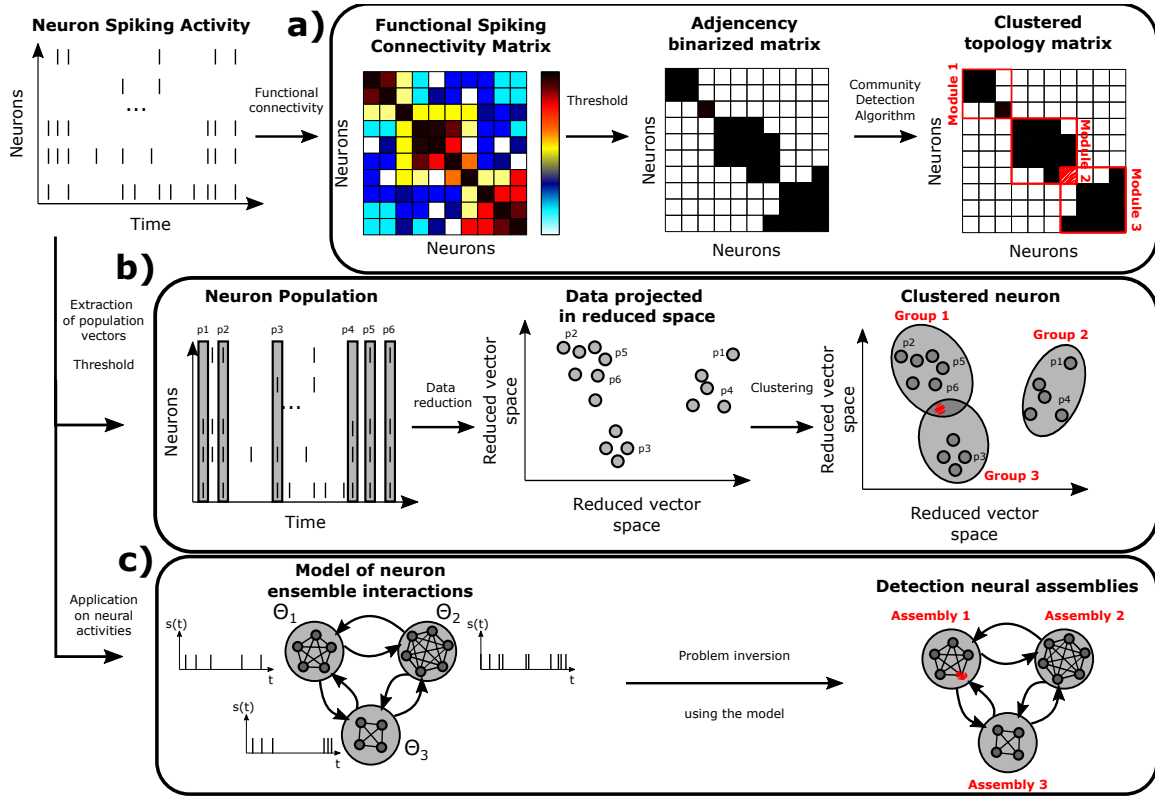 Neuron Spiking Activity
Neurons
...
Time
Functional
connectivity
a)
Functional Spiking
Connectivity Matrix
Neurons
Neurons
Threshold
Adjencency
binarized matrix
Neurons
Neurons
Community
Detection
Algorithm
Clustered
topology matrix
Neurons
Module 1
Module 2
Module 3
Neurons
Extraction
of population
vectors
Threshold
b)
Neuron Population
p1 p2 p3 p4 p5 p6
Neurons
...
Time
Data
reduction
Data projected
in reduced space
Reduced vector
space
p2
p5
p6
p1
p4
p3
Reduced vector
space
Clustering
Clustered neuron
Group 1
Group 2
Reduced vector
space
p2
p5
p6
p1
p4
p3
Group 3
Reduced vector
space
Application
on neural
activities
c)
Model of neuron
ensemble interactions
Θ1
Θ2
s(t)
t
s(t)
t
s(t)
t
Θ3
Problem inversion
using the model
Detection neural assemblies
Assembly 1
Assembly 2
Assembly 3